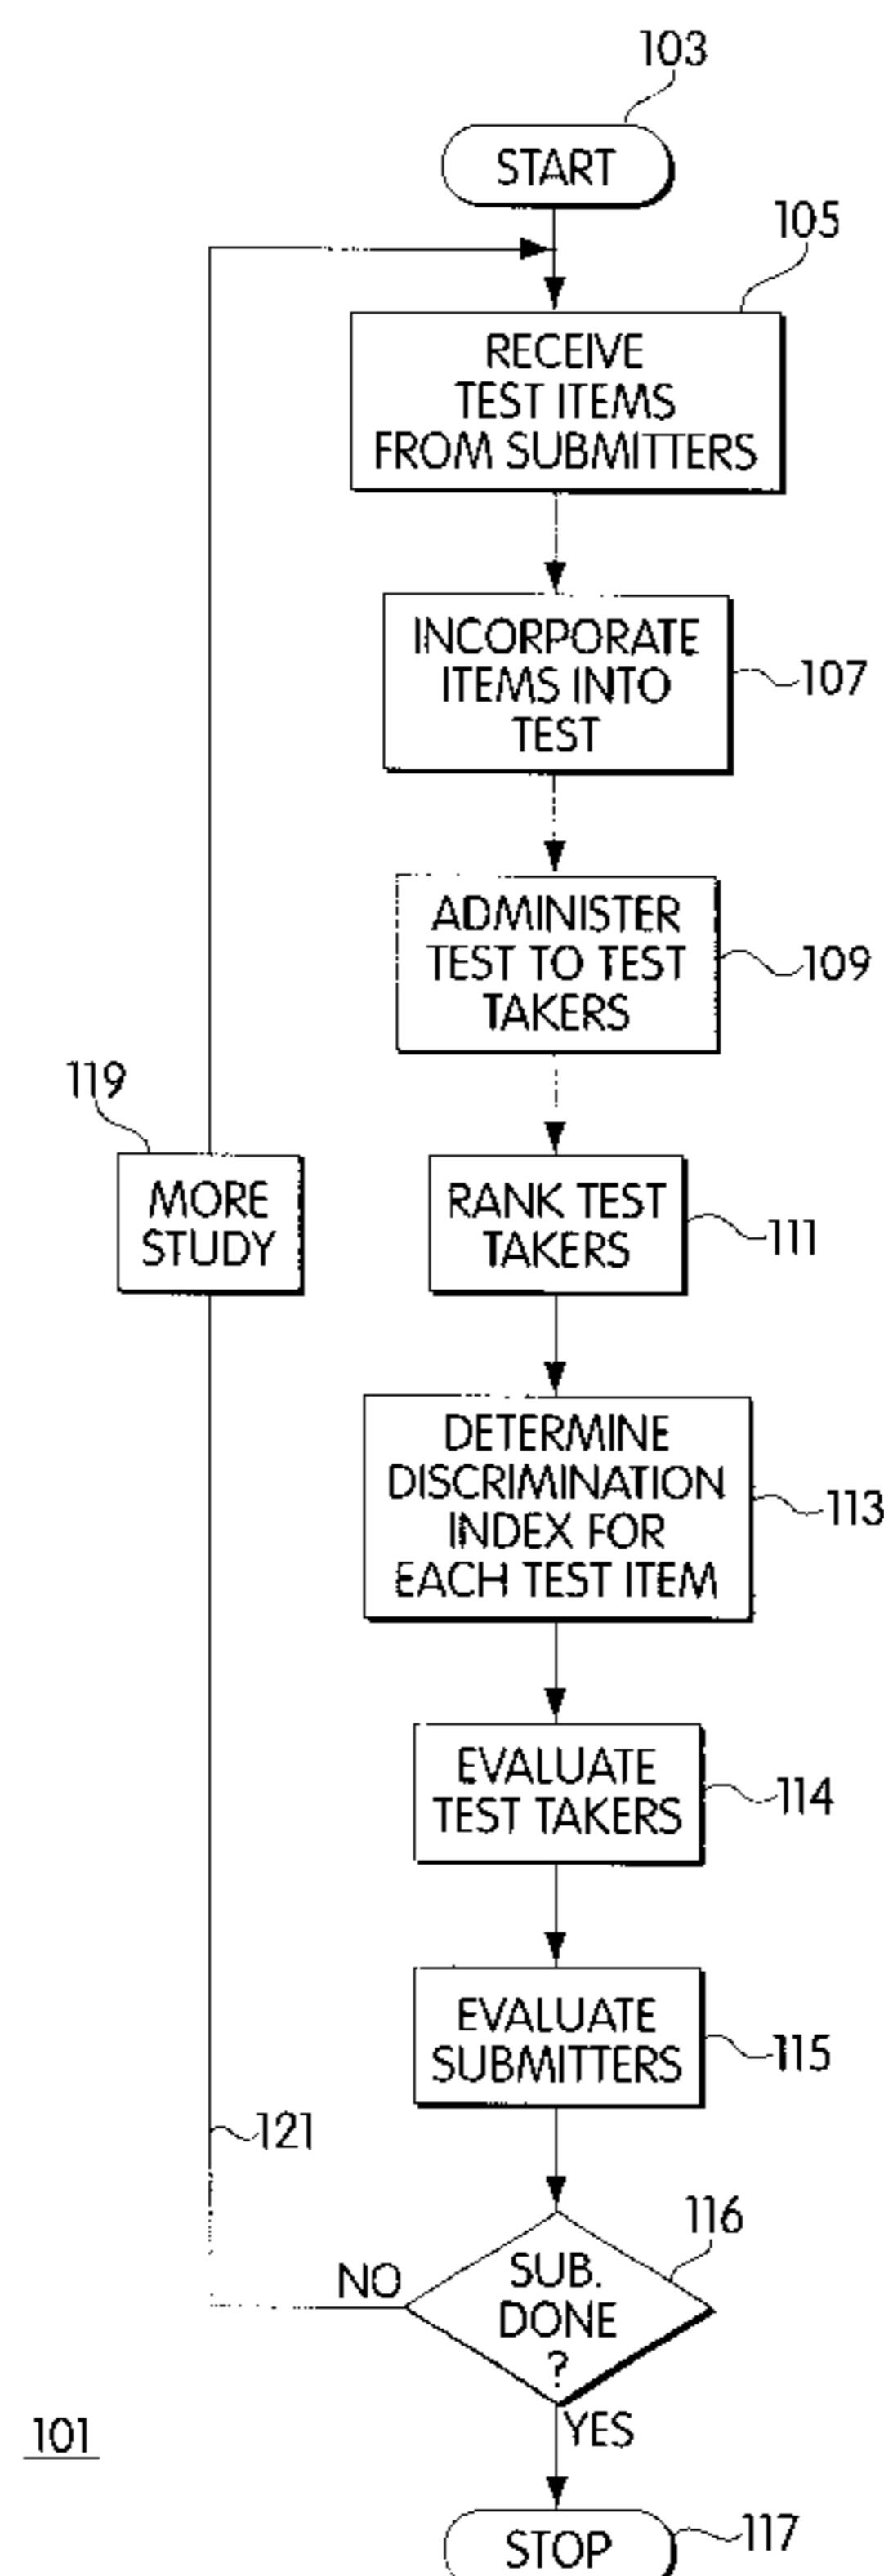 103
START
105
RECEIVE
TEST ITEMS
FROM SUBMITTERS
INCORPORATE
ITEMS INTO
TEST
107
ADMINISTER
TEST TO TEST
TAKERS
109
119
MORE
STUDY
RANK TEST
TAKERS
111
DETERMINE
DISCRIMINATION
INDEX FOR
EACH TEST ITEM
113
EVALUATE
TEST TAKERS
114
EVALUATE
SUBMITTERS
115
121
116
NO
SUB.
DONE
?
YES
101
STOP
117